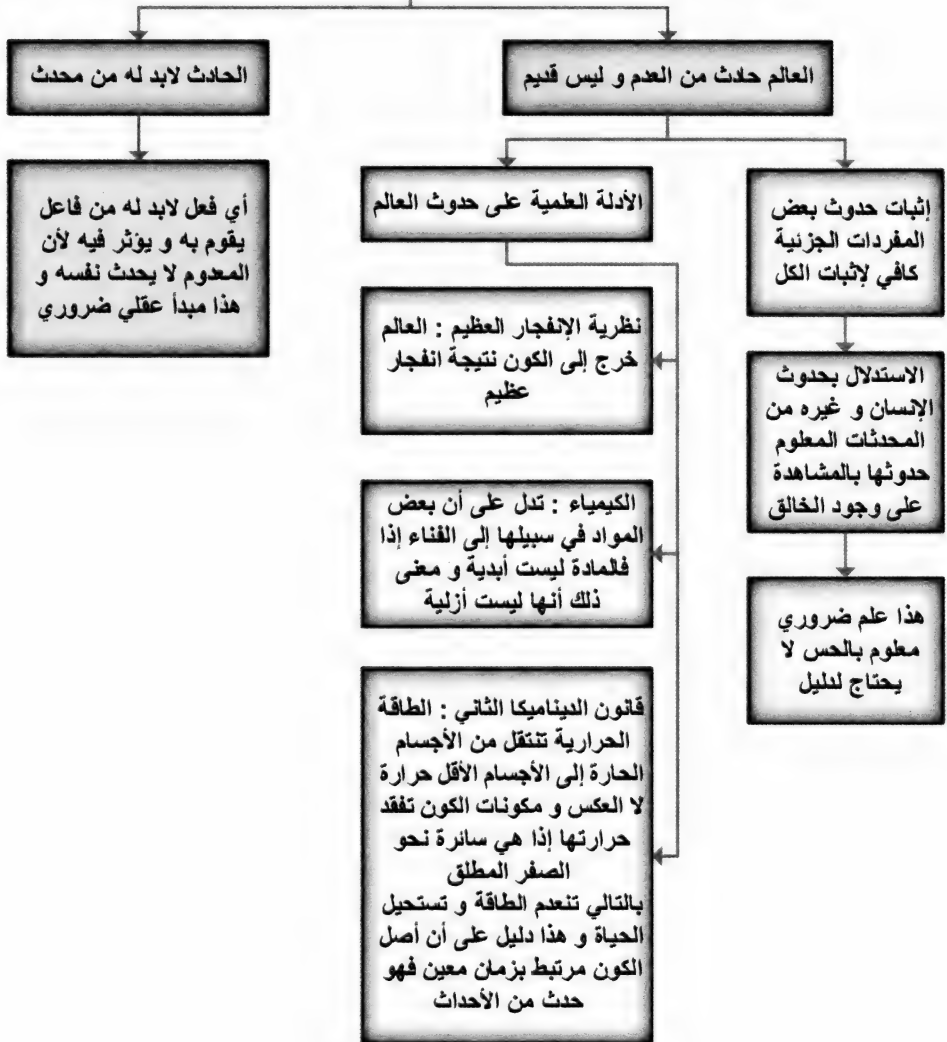 العالم حادث من العدم و ليس قديم
الحادث لابد له من محدث
إثبات حدوث بعض
المفردات الجزئية
كافي لإثبات الكل
الاستدلال بحدوث
الإنسان و غيره من
المحدثات المعلوم
حدوثها بالمشاهدة
على وجود الخالق
هذا علم ضروري
معلوم بالحس لا
يحتاج لدليل
الأدلة العلمية على حدوث العالم
نظرية الإنفجار العظيم : العالم
خرج إلى الكون نتيجة انفجار
عظيم
الكيمياء : تدل على أن بعض
المواد في سبيلها إلى الفناء إذا
فالمادة ليست أبدية و معنى
ذلك أنها ليست أزلية
قانون الديناميكا الثاني : الطاقة
الحرارية تنتقل من الأجسام
الحارة إلى الأجسام الأقل حرارة
لا العكس و مكونات الكون تفقد
حرارتها إذا هي سائرة نحو
الصفر المطلق
بالتالي تنعدم الطاقة و تستحيل
الحياة و هذا دليل على أن أصل
الكون مرتبط بزمان معين فهو
حدث من الأحداث
أي فعل لابد له من فاعل
يقوم به و يؤثر فيه لأن
المعدوم لا يحدث نفسه و
هذا مبدأ عقلي ضروري